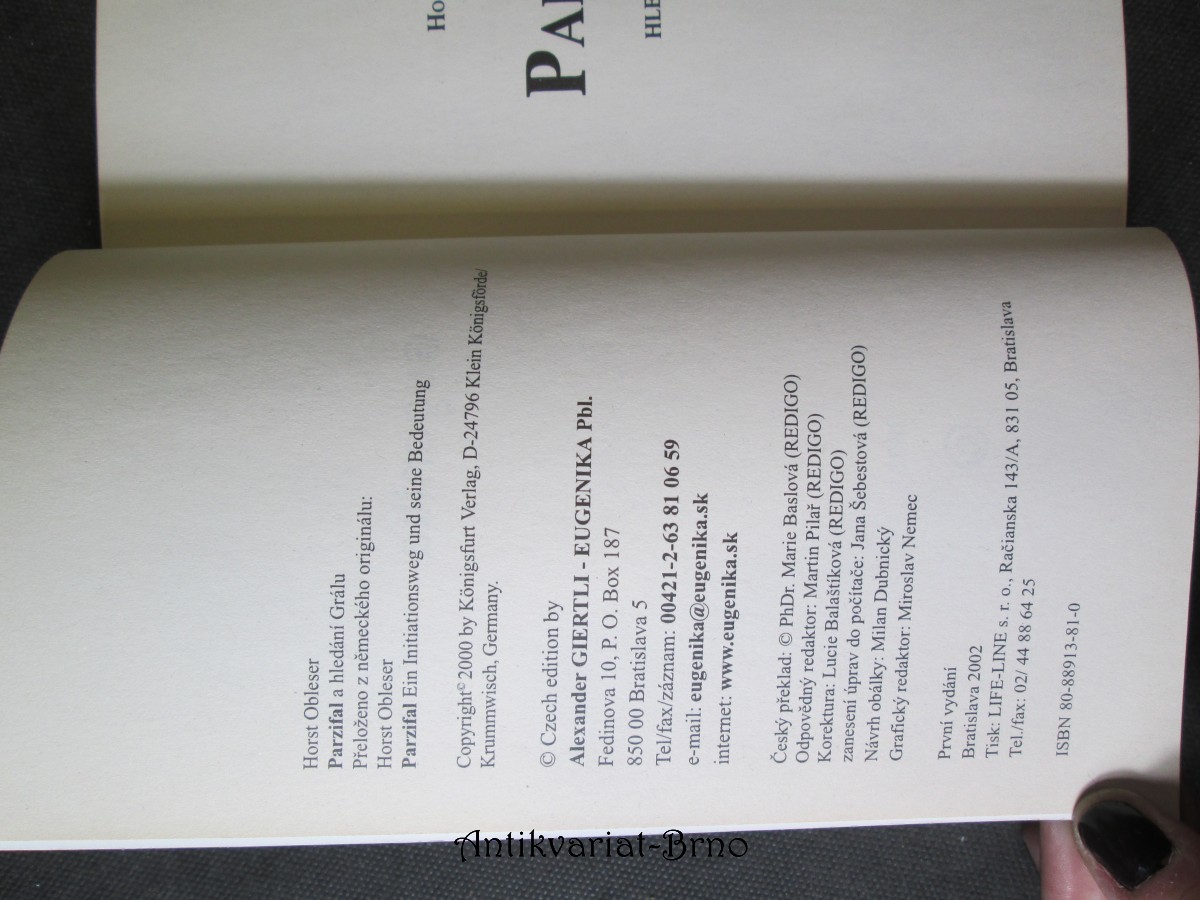 Horst Obleser
Parzifal a hledání Grálu
Přeloženo z německého originálu:
Horst Obleser
Parzifal Ein Initiationsweg und seine Bedeutung
Copyright© 2000 by Königsfurt Verlag, D-24796 Klein Königsförde/
Krummwisch, Germany.
© Czech edition by
Alexander GIERTLI - EUGENIKA Pbl.
Fedinova 10, P. O. Box 187
850 00 Bratislava 5
Tel/fax/záznam: 00421-2-63 81 06 59
e-mail: eugenika@eugenika.sk
internet: www.eugenika.sk
Český překlad: © PhDr. Marie Baslová (REDIGO)
Odpovědný redaktor: Martin Pilař (REDIGO)
Korektura: Lucie Balaštíková (REDIGO)
zanesení úprav do počítače: Jana Šebestová (REDIGO)
Návrh obálky: Milan Dubnický
Grafický redaktor: Miroslav Nemec
První vydání
Bratislava 2002
Tisk: LIFE-LINE s. r. o., Račianska 143/A, 831 05, Bratislava
Tel./fax: 02/ 44 88 64 25
ISBN 80-88913-81-0
Ho
PAR
HLE
Antikvariat-Brno